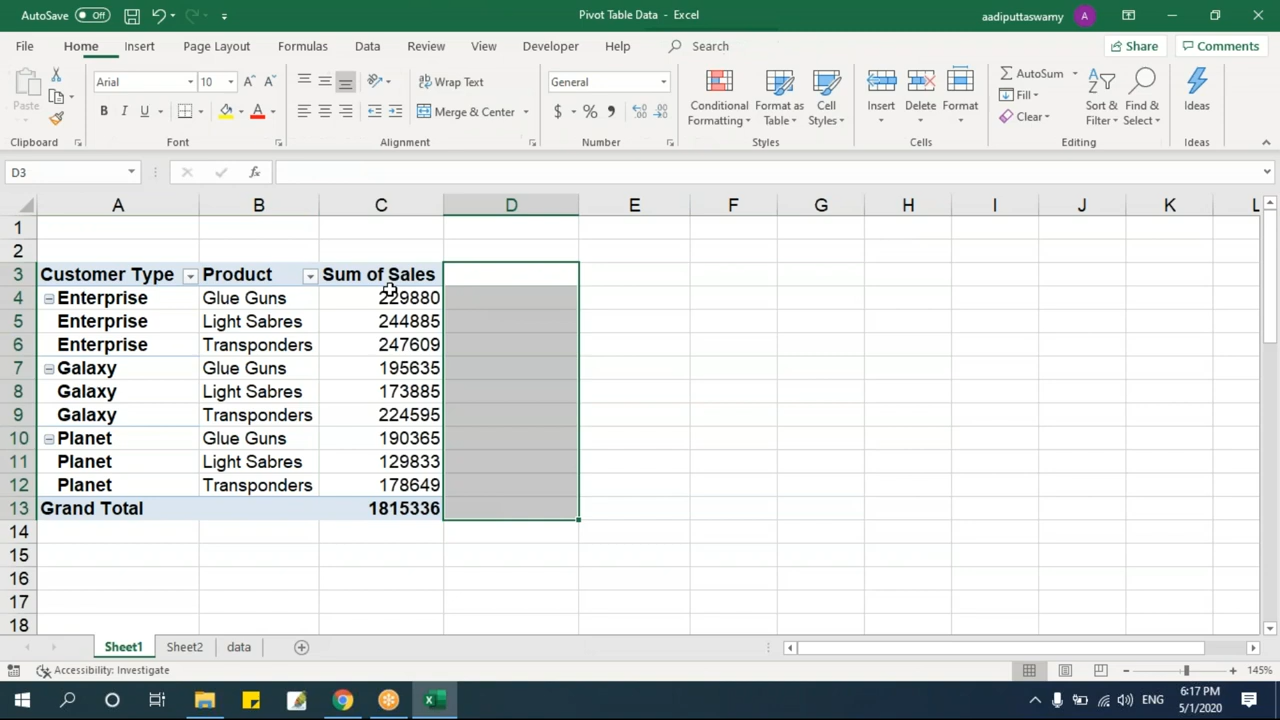 AutoSave Off Pivot Table Data - Excel aadiputtaswamy A
File Home Insert Page Layout Formulas Data Review View Developer Help Search Share Comments
Paste Arial 10 Wrap Text General Conditional Formatting Format as Table Cell Styles Insert Delete Format AutoSum Fill Clear Sort & Filter Find & Select Ideas
B I U A Merge & Center $ %
Clipboard Font Alignment Number Styles Cells Editing Ideas
D3 fx
A B C D E F G H I J K L
1
2
3 Customer Type Product Sum of Sales
4 Enterprise Glue Guns 229880
5 Enterprise Light Sabres 244885
6 Enterprise Transponders 247609
7 Galaxy Glue Guns 195635
8 Galaxy Light Sabres 173885
9 Galaxy Transponders 224595
10 Planet Glue Guns 190365
11 Planet Light Sabres 129833
12 Planet Transponders 178649
13 Grand Total 1815336
14
15
16
17
18
Sheet1 Sheet2 data
Accessibility: Investigate 145%
ENG 6:17 PM
5/1/2020